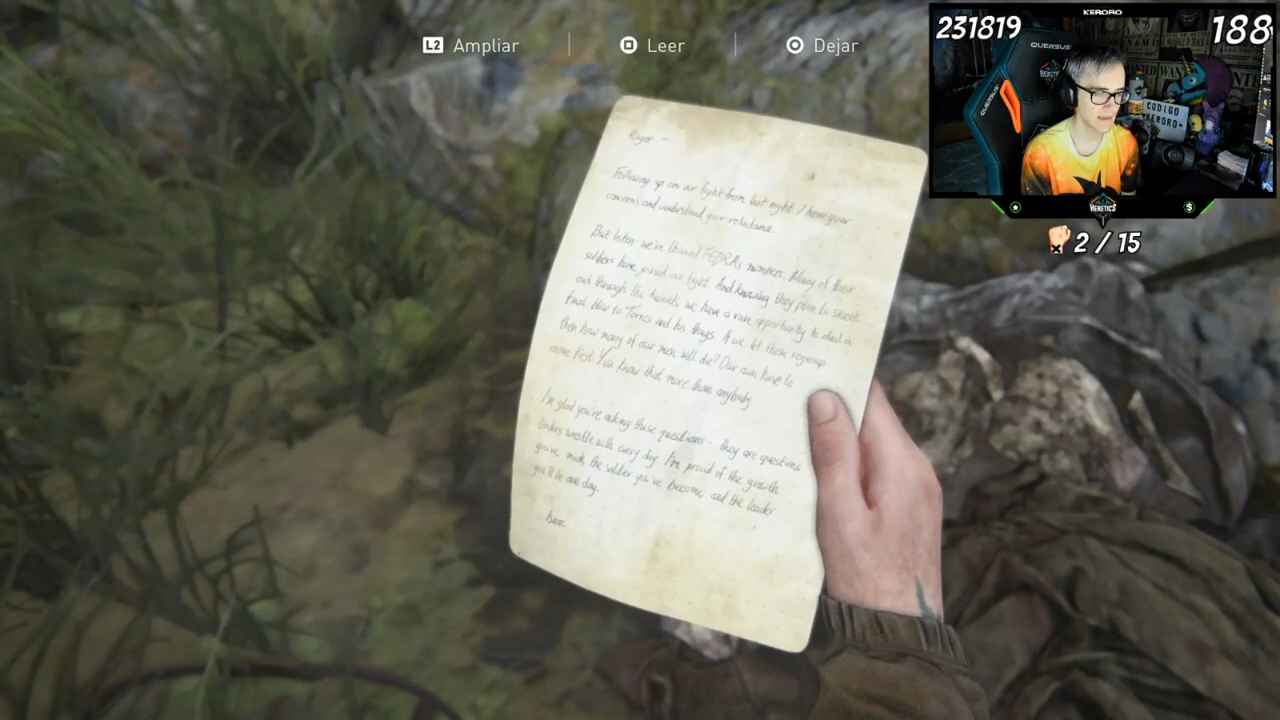 KERORO
231819
188
L2 Ampliar
Leer
Dejar
QUERSUS
CODIGO
KERORO
HERETICS
2 / 15
Roger -
Following up on our fight from last night. I hear your
concerns and understand your reluctance.
But listen: we've thinned FEDRA's numbers. Many of their
soldiers have joined our fight. And knowing they plan to sneak
out through the tunnels, we have a rare opportunity to deal a
final blow to Torres and his thugs. If we let them regroup
then how many of our men will die? Our own have to
come first. You know that more than anybody.
I'm glad you're asking these questions - they are questions
leaders wrestle with every day. I'm proud of the growth
you've made, the soldier you've become and the leader
you'll be one day.
Isaac